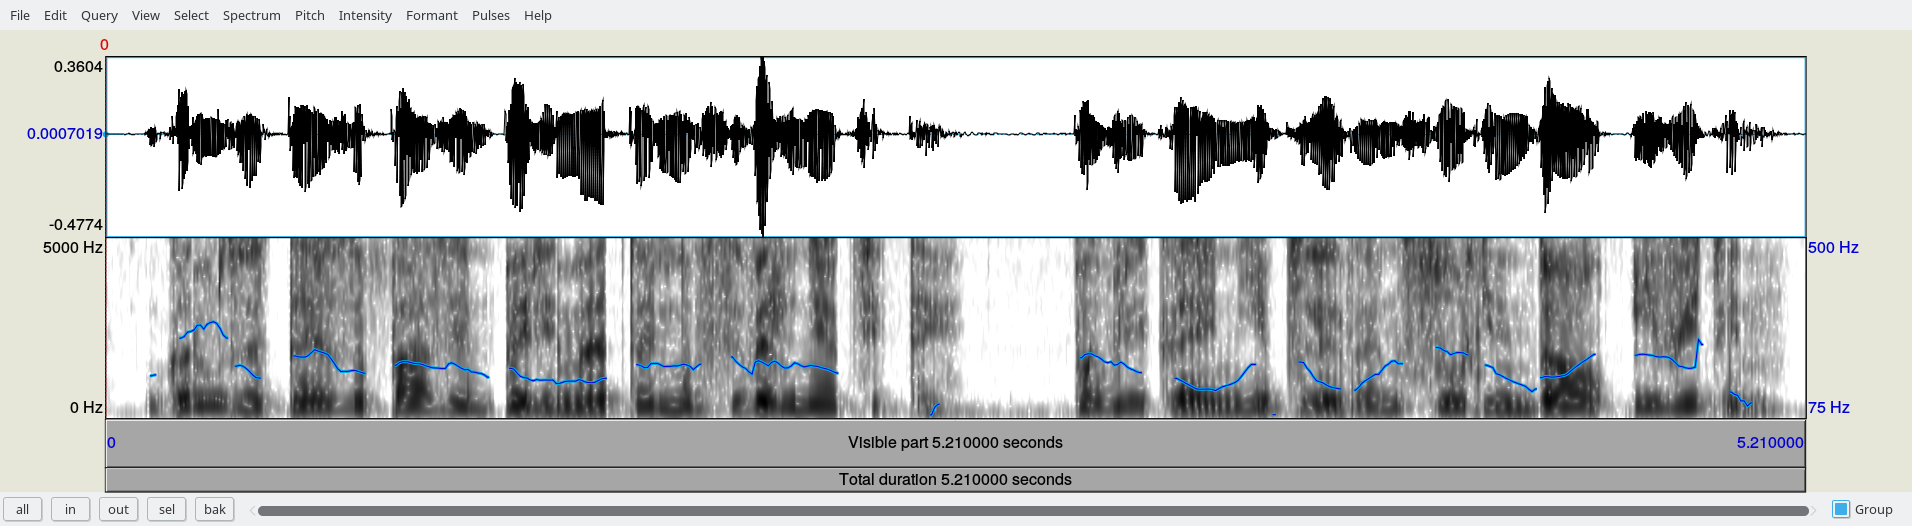 File Edit Query View Select Spectrum Pitch Intensity Formant Pulses Help
0
0.3604
0.0007019
-0.4774
5000 Hz 500 Hz
0 Hz 75 Hz
0 Visible part 5.210000 seconds 5.210000
Total duration 5.210000 seconds
all in out sel bak Group